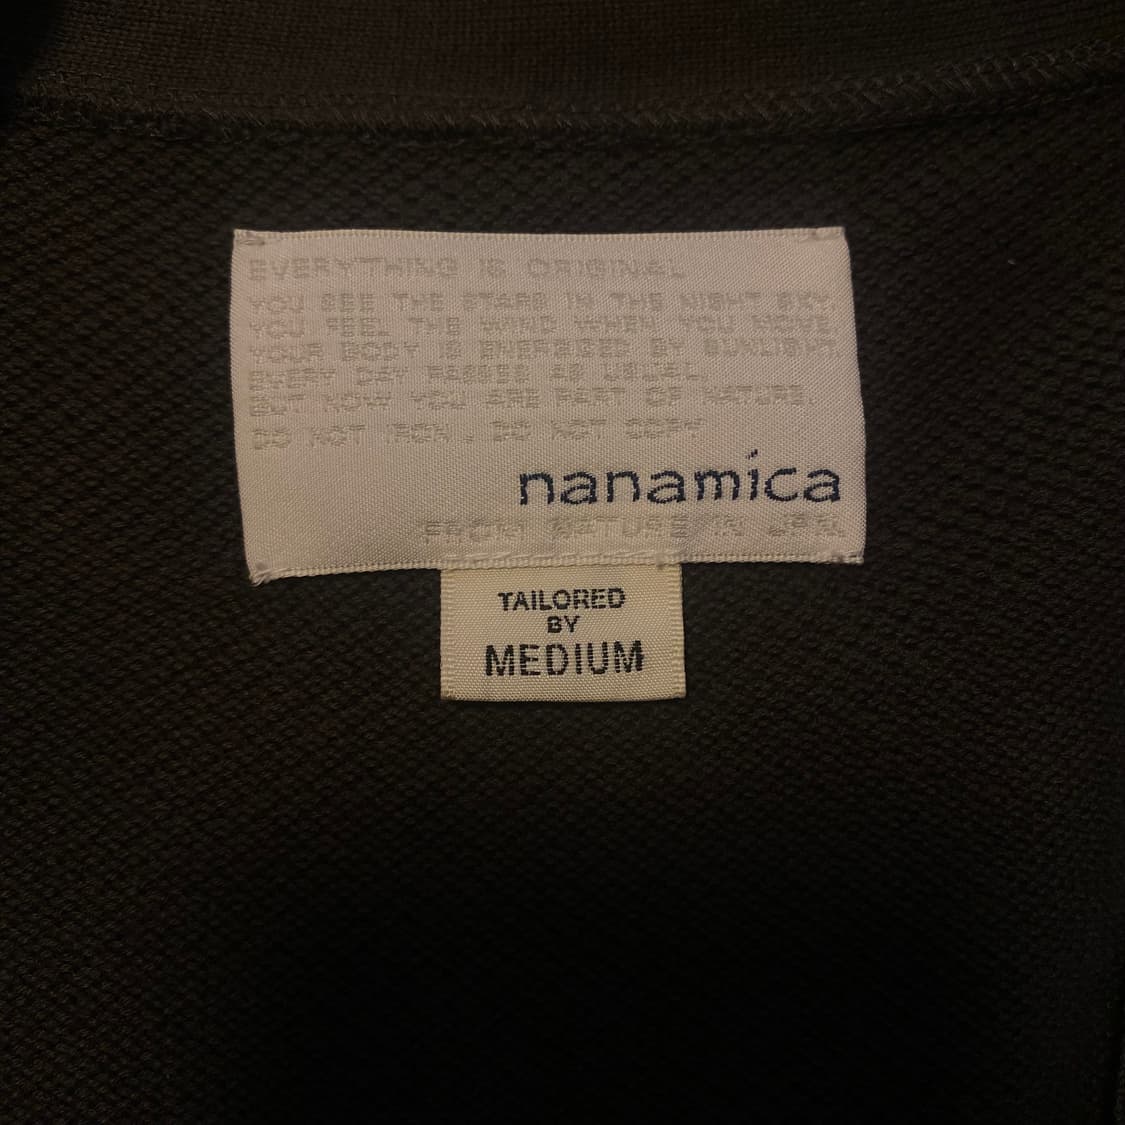 EVERYTHING IS ORIGINAL
YOU SEE THE STARS IN THE NIGHT SKY.
YOU FEEL THE WIND WHEN YOU MOVE.
YOUR BODY IS ENERGIZED BY SUNLIGHT.
EVERY DAY PASSES AS USUAL.
BUT NOW YOU ARE PART OF NATURE.
DO NOT IRON . DO NOT COPY
nanamica
FROM NATURE IN JPN.
TAILORED
BY
MEDIUM